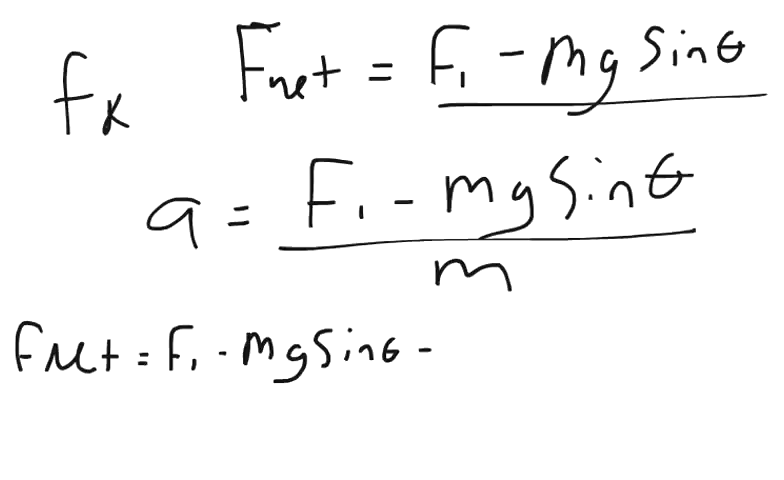 fk Fnet = F₁ - mg sinθ
a = F₁ - mg sinθ / m
Fnet = F₁ - mg sinθ -